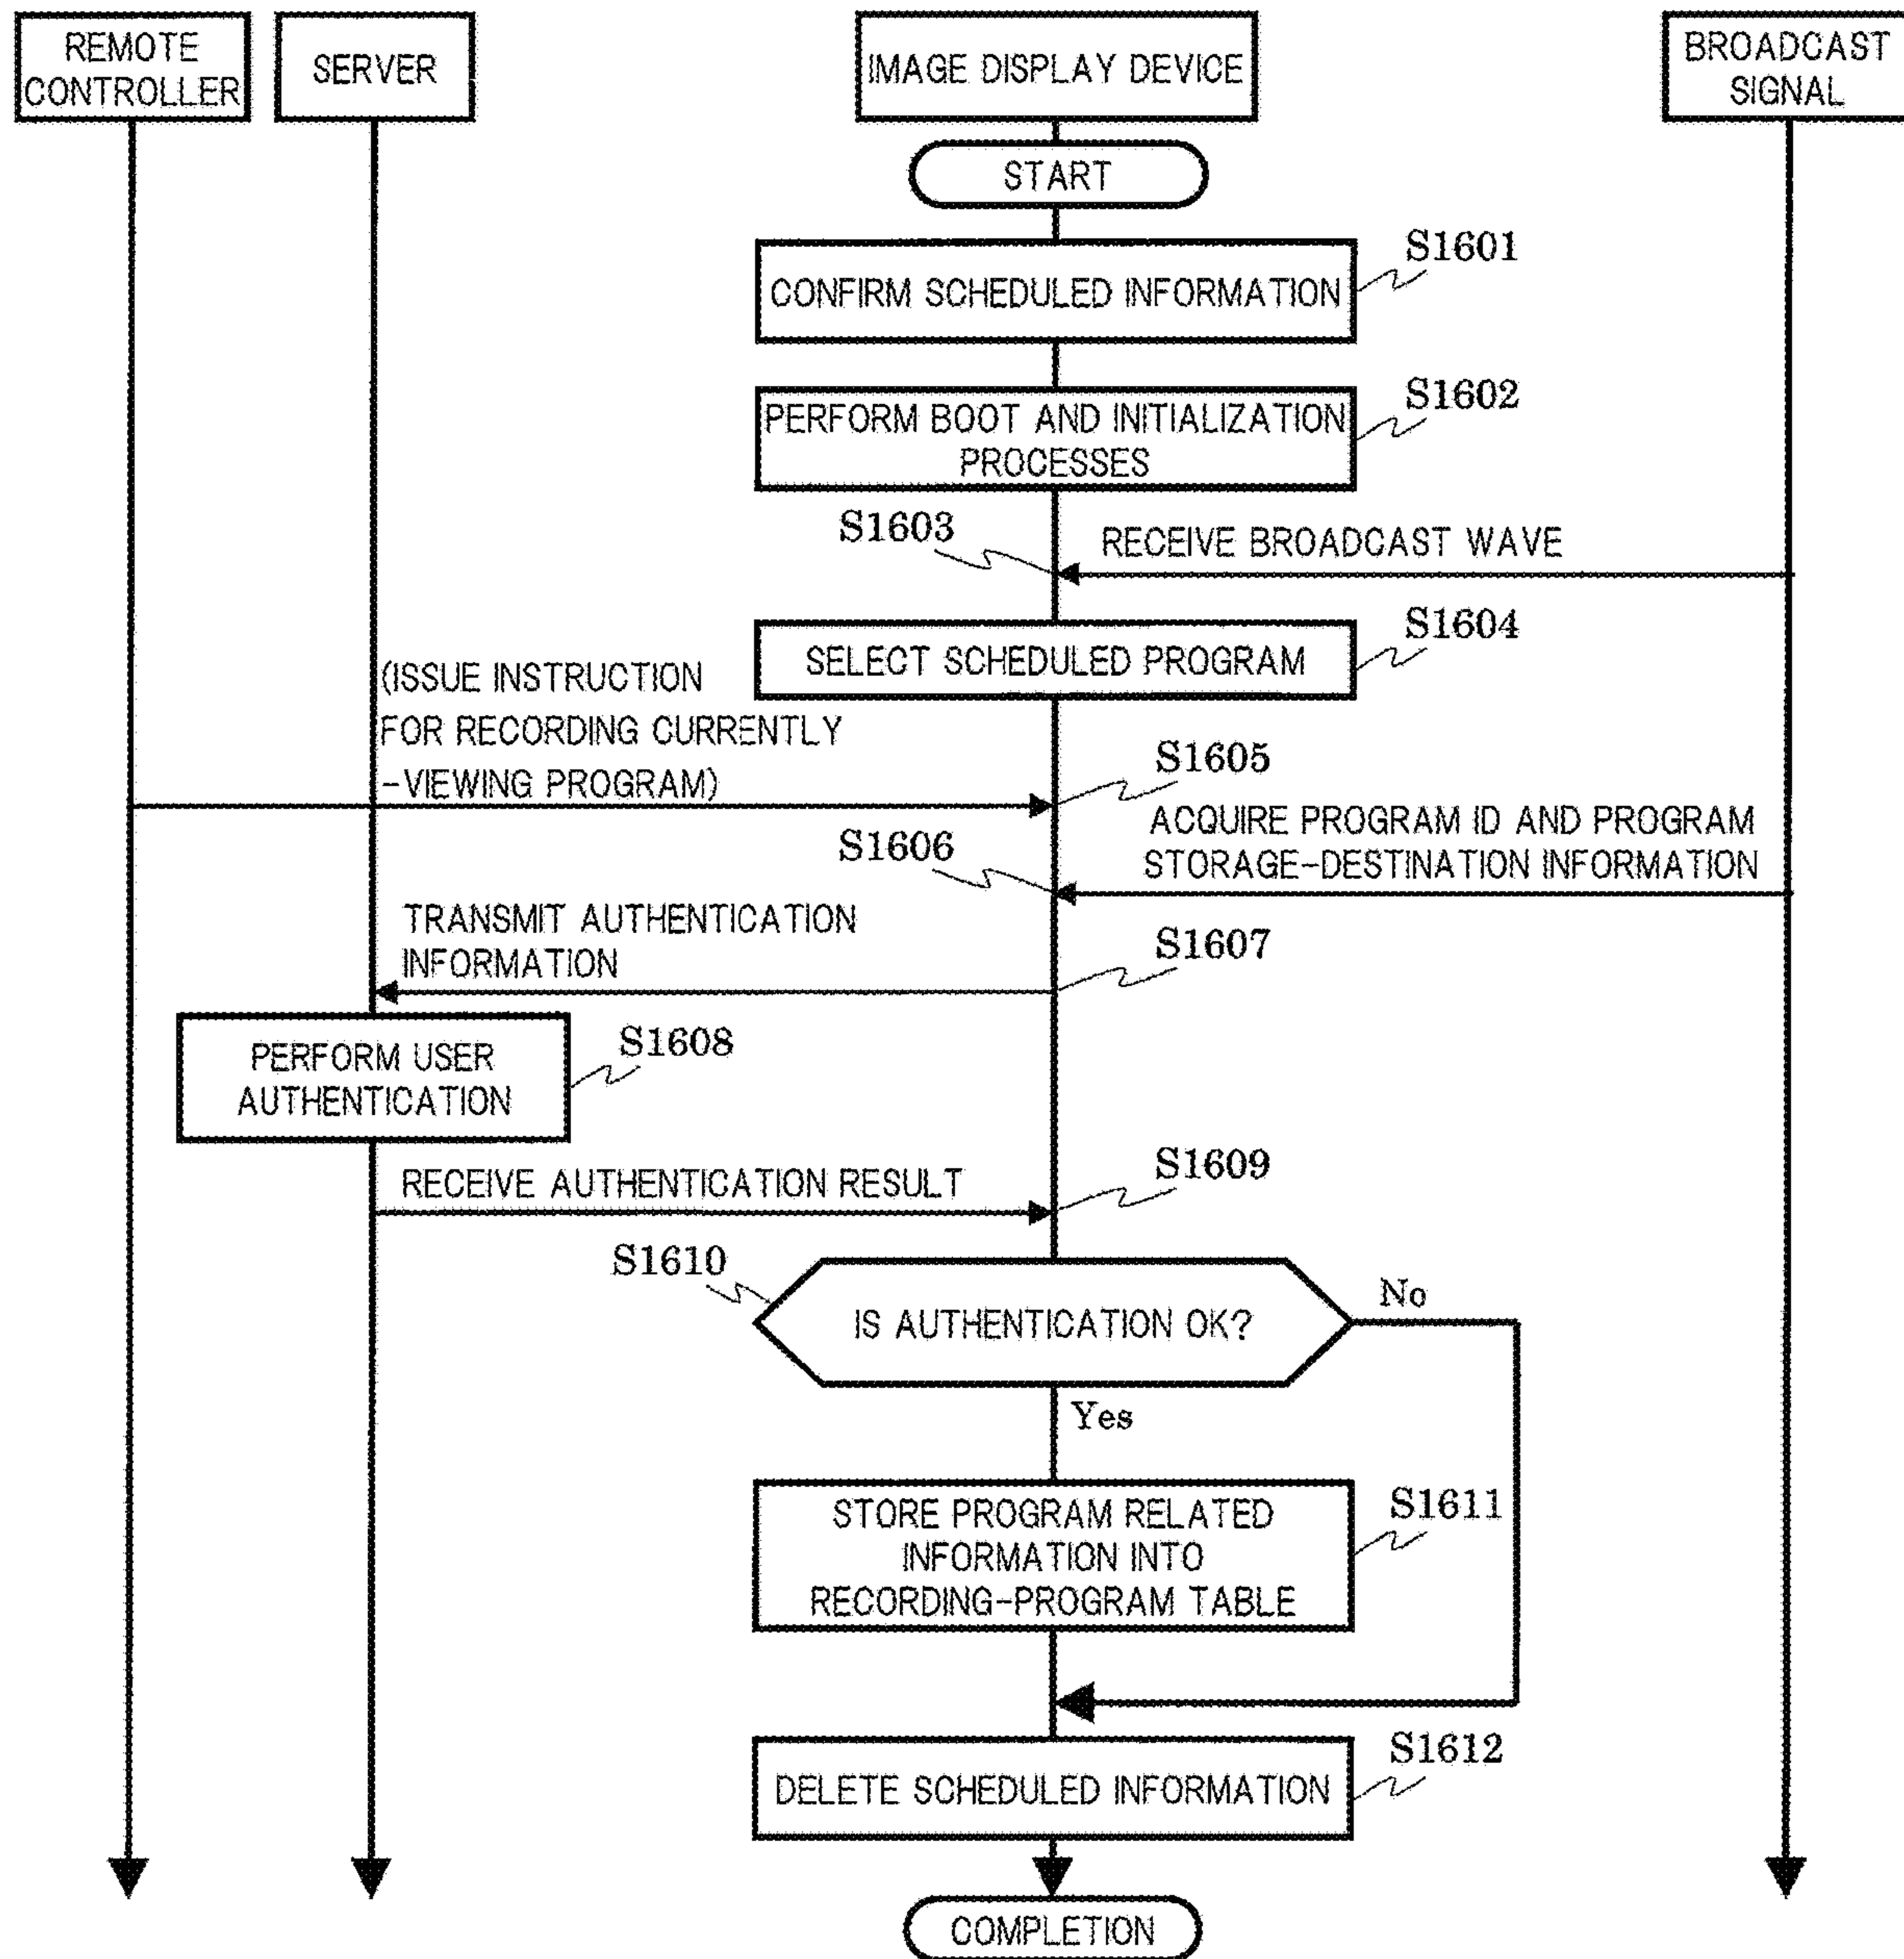 REMOTE
CONTROLLER
SERVER
IMAGE DISPLAY DEVICE
BROADCAST
SIGNAL
START
S1601
CONFIRM SCHEDULED INFORMATION
S1602
PERFORM BOOT AND INITIALIZATION
PROCESSES
S1603
RECEIVE BROADCAST WAVE
S1604
SELECT SCHEDULED PROGRAM
(ISSUE INSTRUCTION
FOR RECORDING CURRENTLY
-VIEWING PROGRAM)
S1605
ACQUIRE PROGRAM ID AND PROGRAM
STORAGE-DESTINATION INFORMATION
S1606
TRANSMIT AUTHENTICATION
INFORMATION
S1607
PERFORM USER
AUTHENTICATION
S1608
RECEIVE AUTHENTICATION RESULT
S1609
S1610
IS AUTHENTICATION OK?
No
Yes
STORE PROGRAM RELATED
INFORMATION INTO
RECORDING-PROGRAM TABLE
S1611
S1612
DELETE SCHEDULED INFORMATION
COMPLETION